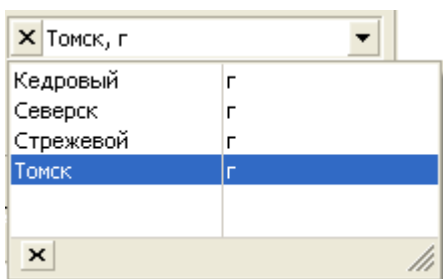 Томск, г
Кедровый г
Северск г
Стрежевой г
Томск г